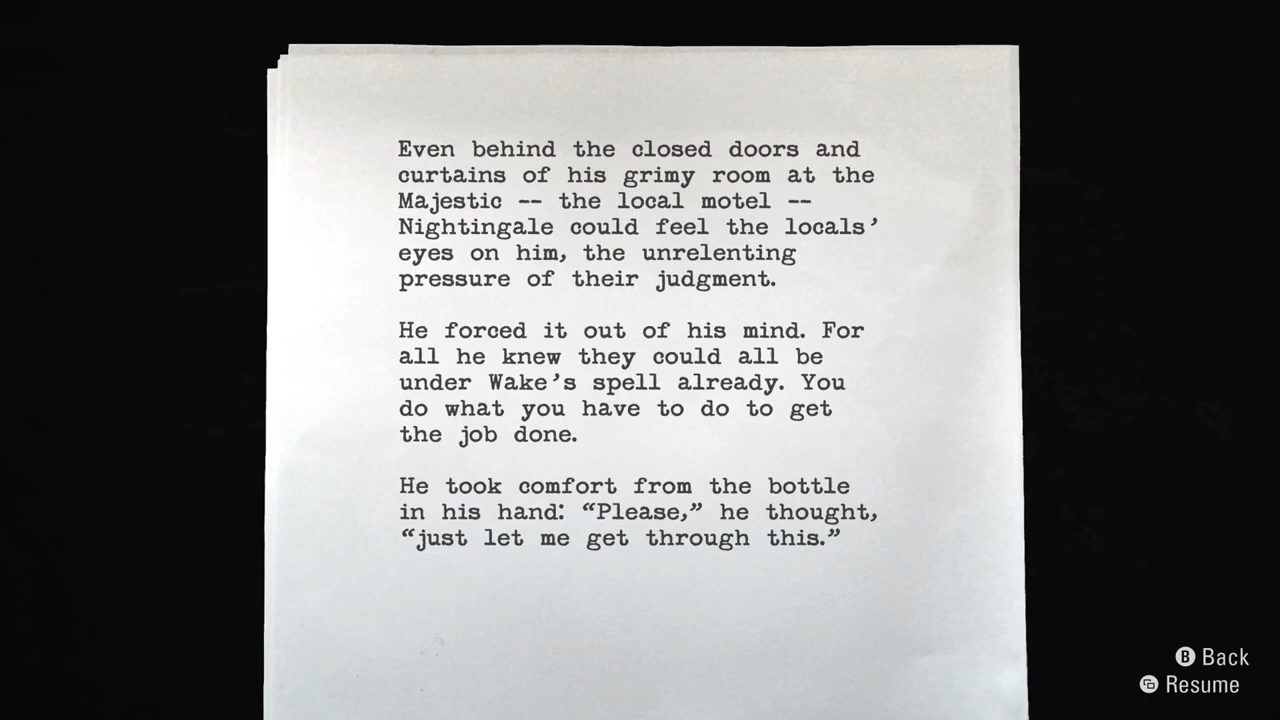 Even behind the closed doors and
curtains of his grimy room at the
Majestic -- the local motel --
Nightingale could feel the locals’
eyes on him, the unrelenting
pressure of their judgment.
He forced it out of his mind. For
all he knew they could all be
under Wake’s spell already. You
do what you have to do to get
the job done.
He took comfort from the bottle
in his hand: “Please,” he thought,
“just let me get through this.”
B Back
Resume